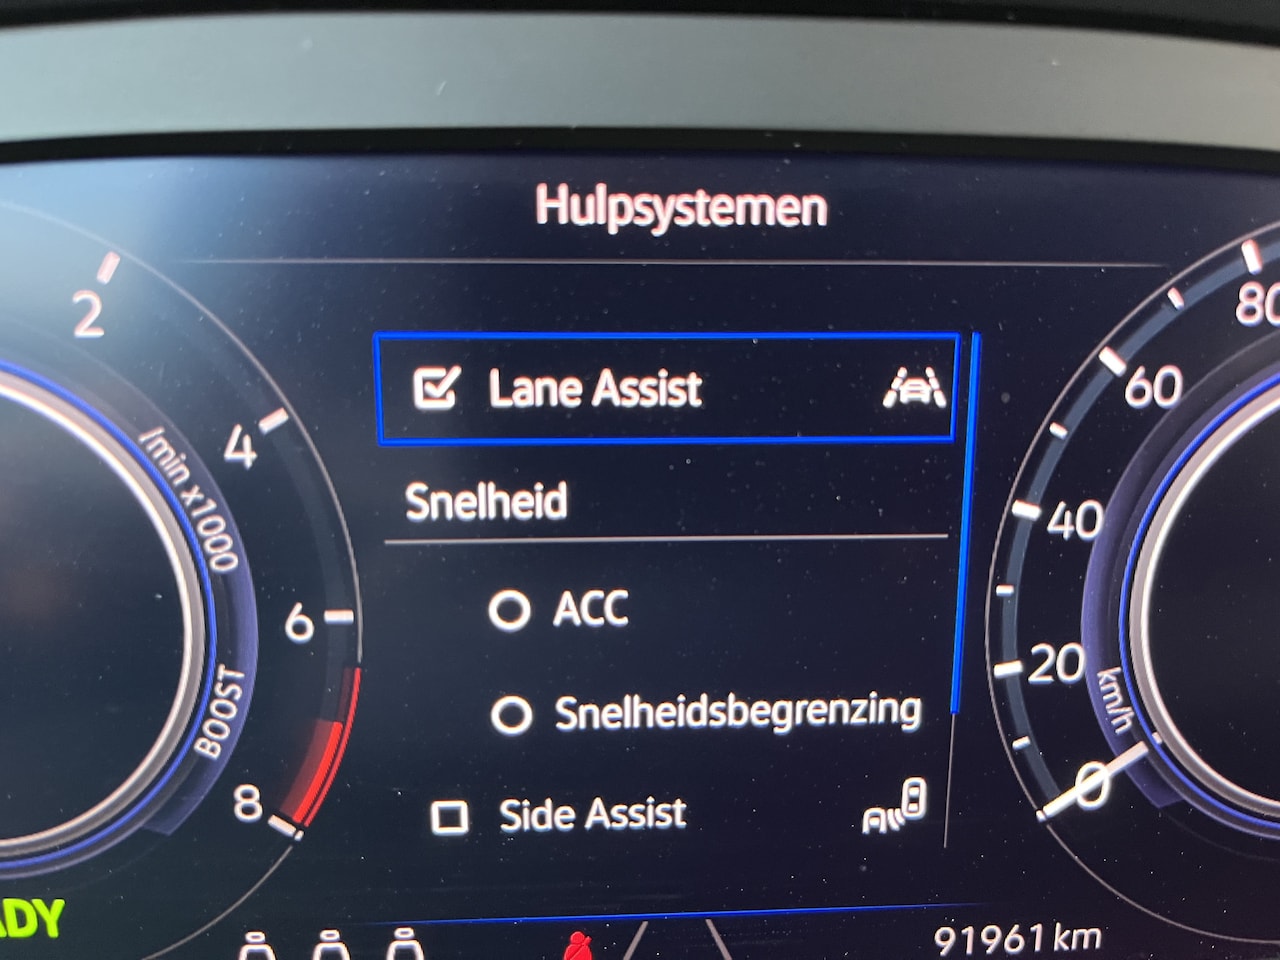 Hulpsystemen
2
4
6
8
/min x1000
BOOST
Lane Assist
Snelheid
ACC
Snelheidsbegrenzing
Side Assist
80
60
40
20
0
km/h
91961 km